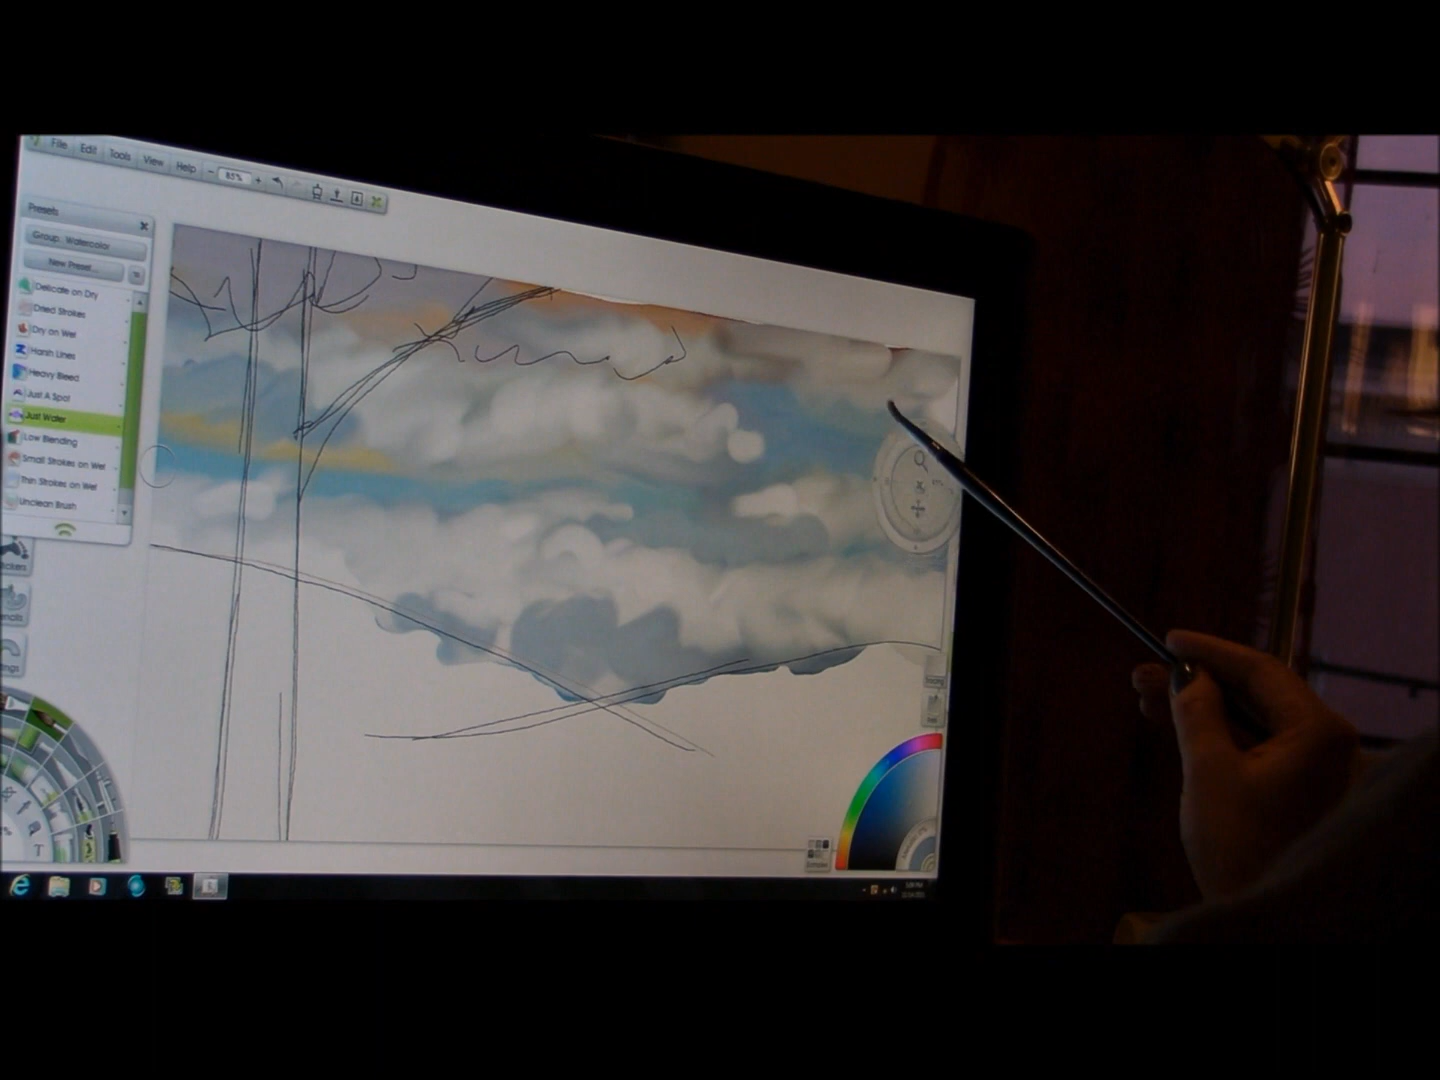 File Edit Tools View Help - 85% +
Presets
Group: Watercolor
New Preset...
Delicate on Dry
Dried Strokes
Dry on Wet
Harsh Lines
Heavy Bleed
Just A Spot
Just Water
Low Blending
Small Strokes on Wet
Thin Strokes on Wet
Unclean Brush
T